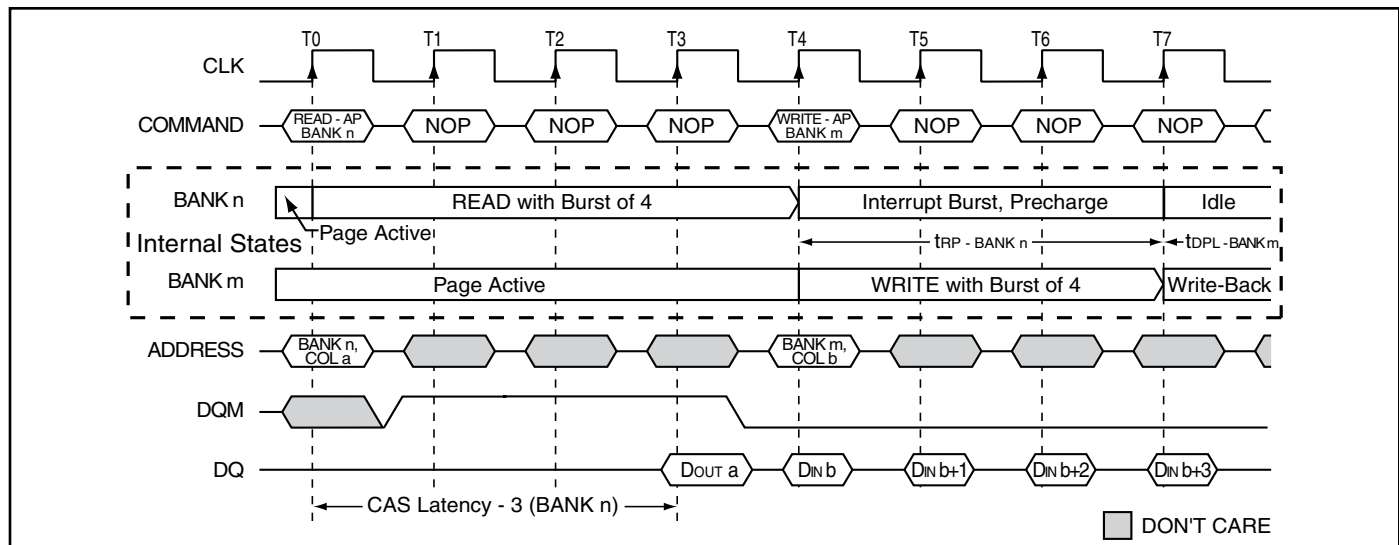 T0 T1 T2 T3 T4 T5 T6 T7
CLK
COMMAND READ - AP NOP NOP NOP WRITE - AP NOP NOP NOP
BANK n BANK m
BANK n READ with Burst of 4 Interrupt Burst, Precharge Idle
Page Active
Internal States tRP - BANK n tDPL - BANK m
BANK m Page Active WRITE with Burst of 4 Write-Back
ADDRESS BANK n, BANK m,
COL a COL b
DQM
DQ DOUT a DIN b DIN b+1 DIN b+2 DIN b+3
CAS Latency - 3 (BANK n)
DON'T CARE